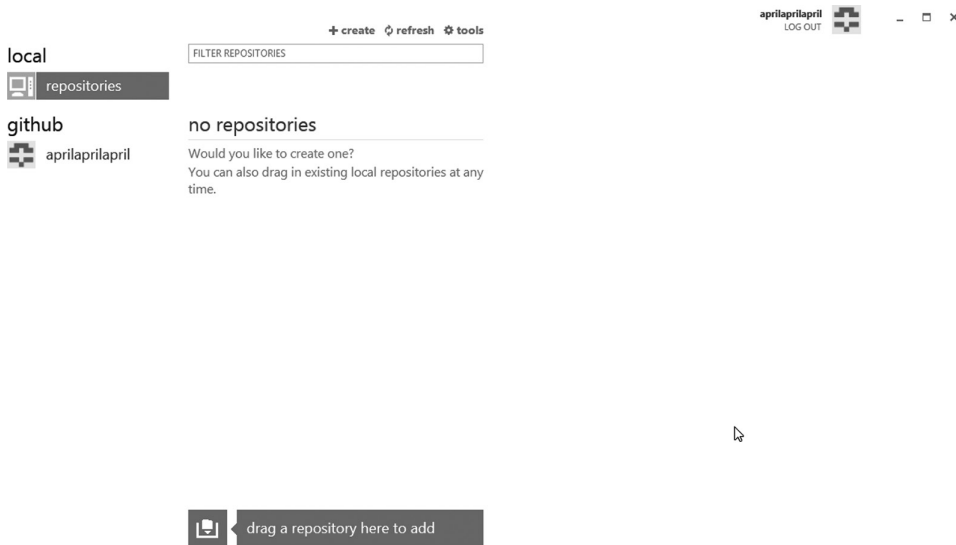 aprilaprilapril
LOG OUT
create refresh tools
local
FILTER REPOSITORIES
repositories
github
aprilaprilapril
no repositories
Would you like to create one?
You can also drag in existing local repositories at any
time.
drag a repository here to add